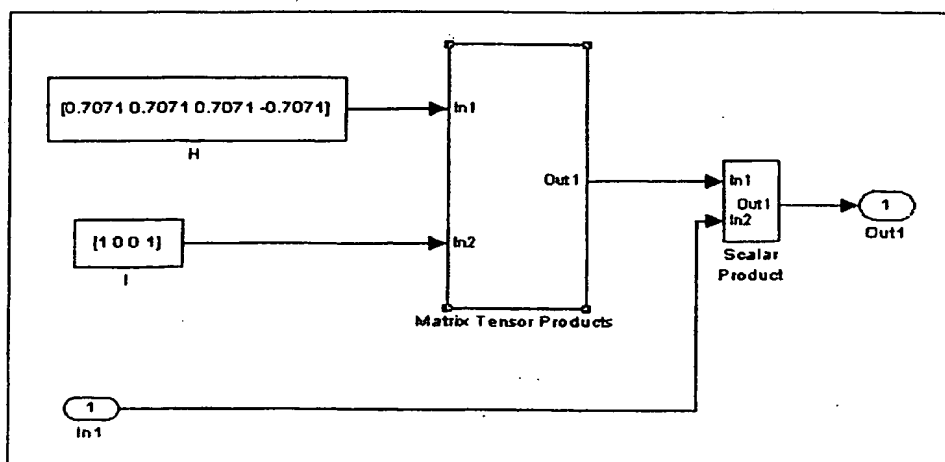 [0.7071 0.7071 0.7071 -0.7071]
H
In1
Out1
[1 0 0 1]
I
In2
Matrix Tensor Products
In1
Out1
In2
Scalar
Product
1
Out1
1
In1